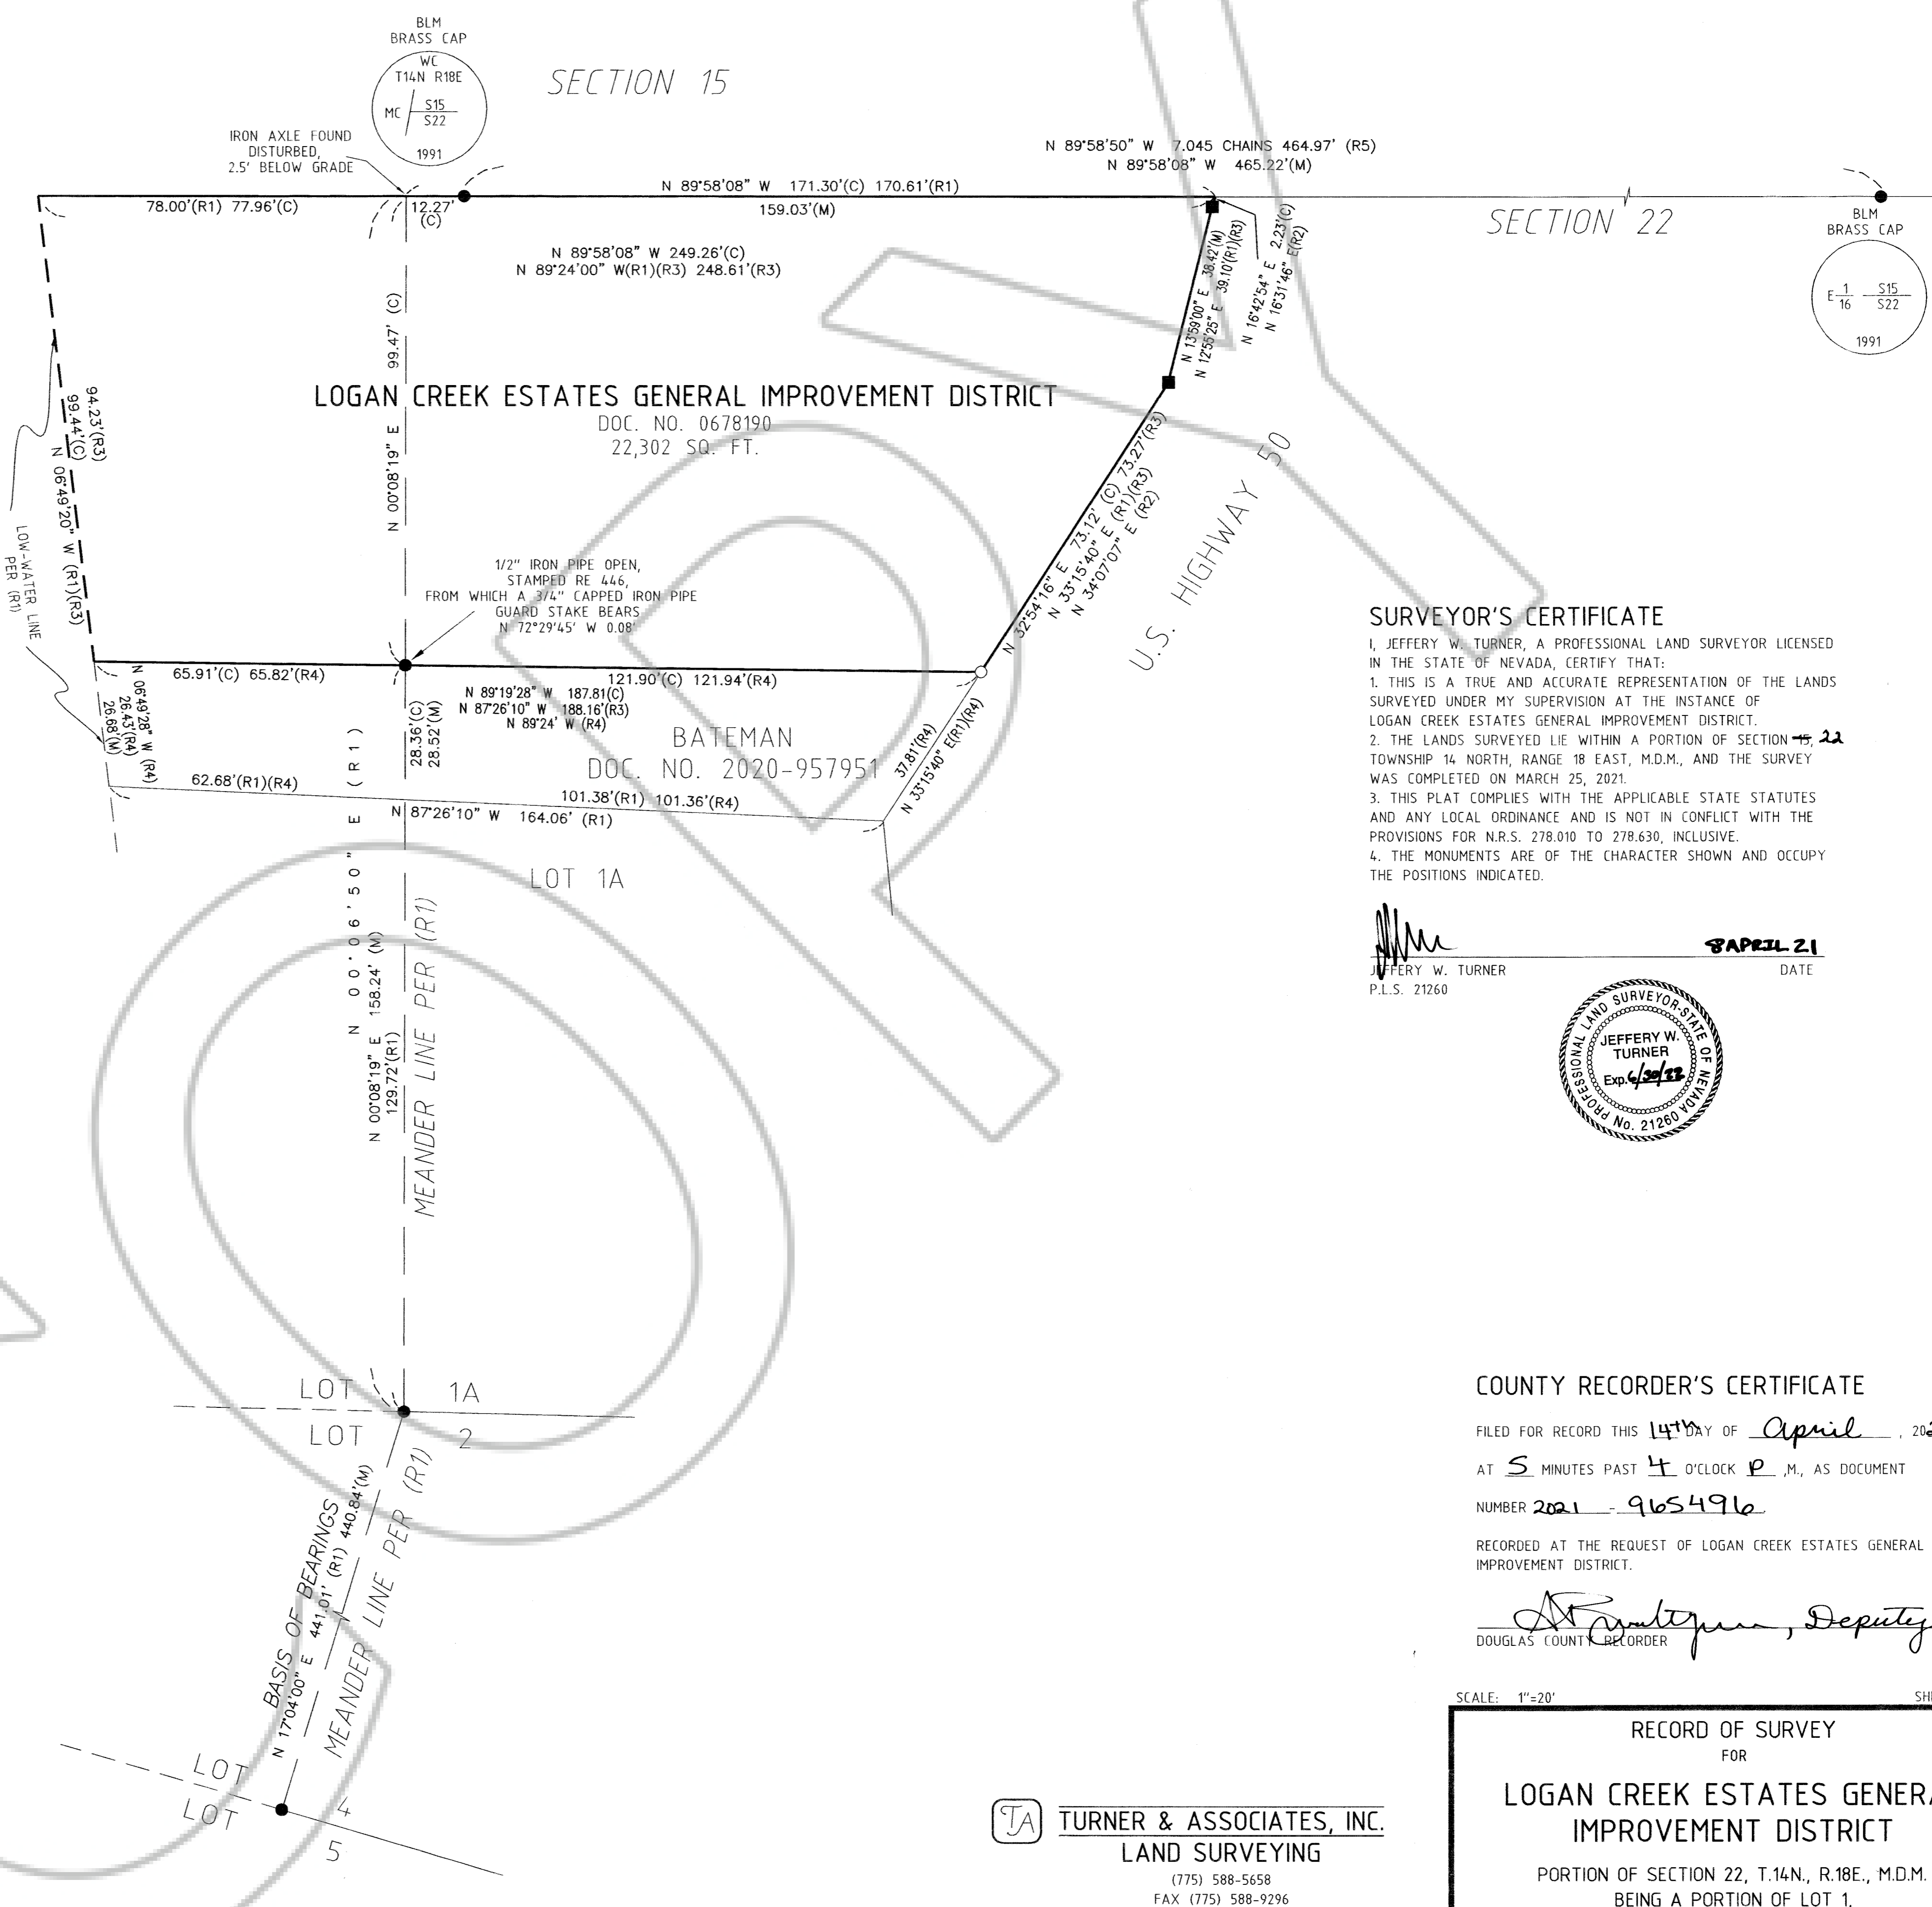 BLM
BRASS CAP
WC
T14N R18E
MC S15
S22
1991
SECTION 15
IRON AXLE FOUND
DISTURBED,
2.5' BELOW GRADE
N 89°58'50" W 7.045 CHAINS 464.97' (R5)
N 89°58'08" W 465.22'(M)
N 89°58'08" W 171.30'(C) 170.61'(R1)
78.00'(R1) 77.96'(C)
12.27'
(C)
159.03'(M)
SECTION 22
BLM
BRASS CAP
E 1/16 S15
S22
1991
N 89°58'08" W 249.26'(C)
N 89°24'00" W(R1)(R3) 248.61'(R3)
N 13°59'00" E 38.42'(M)
N 12°55'25" E 39.10'(R1)(R3)
N 16°42'54" E 2.23'(C)
N 16°31'46" E(R2)
N 00°08'19" E 99.47' (C)
LOGAN CREEK ESTATES GENERAL IMPROVEMENT DISTRICT
DOC. NO. 0678190
22,302 SQ. FT.
94.23'(R3)
99.44'(C)
N 06°49'20" W (R1)(R3)
LOW-WATER LINE
PER (R1)
N 32°54'16" E 73.12' (C) 73.27'(R3)
N 33°15'40" E (R1)(R3)
N 34°07'07" E (R2)
U.S. HIGHWAY 50
1/2" IRON PIPE OPEN,
STAMPED RE 446,
FROM WHICH A 3/4" CAPPED IRON PIPE
GUARD STAKE BEARS
N 72°29'45' W 0.08'
65.91'(C) 65.82'(R4)
121.90'(C) 121.94'(R4)
N 89°19'28" W 187.81(C)
N 87°26'10" W 188.16'(R3)
N 89°24' W (R4)
N 06°49'28" W (R4)
26.43'(R4)
26.68'(M)
28.36'(C)
28.52'(M)
BATEMAN
DOC. NO. 2020-957951
37.81'(R4)
N 33°15'40" E(R1)(R4)
62.68'(R1)(R4)
101.38'(R1) 101.36'(R4)
N 87°26'10" W 164.06' (R1)
LOT 1A
N 00°06'50" E (R1)
N 00°08'19" E 158.24' (M)
129.72'(R1)
MEANDER LINE PER (R1)
LOT 1A
LOT 2
BASIS OF BEARINGS
N 17°04'00" E 441.01' (R1) 440.84'(M)
MEANDER LINE PER (R1)
LOT 4
LOT 5
SURVEYOR'S CERTIFICATE
I, JEFFERY W. TURNER, A PROFESSIONAL LAND SURVEYOR LICENSED
IN THE STATE OF NEVADA, CERTIFY THAT:
1. THIS IS A TRUE AND ACCURATE REPRESENTATION OF THE LANDS
SURVEYED UNDER MY SUPERVISION AT THE INSTANCE OF
LOGAN CREEK ESTATES GENERAL IMPROVEMENT DISTRICT.
2. THE LANDS SURVEYED LIE WITHIN A PORTION OF SECTION 15, 22
TOWNSHIP 14 NORTH, RANGE 18 EAST, M.D.M., AND THE SURVEY
WAS COMPLETED ON MARCH 25, 2021.
3. THIS PLAT COMPLIES WITH THE APPLICABLE STATE STATUTES
AND ANY LOCAL ORDINANCE AND IS NOT IN CONFLICT WITH THE
PROVISIONS FOR N.R.S. 278.010 TO 278.630, INCLUSIVE.
4. THE MONUMENTS ARE OF THE CHARACTER SHOWN AND OCCUPY
THE POSITIONS INDICATED.
8 APRIL 21
JEFFERY W. TURNER DATE
P.L.S. 21260
PROFESSIONAL LAND SURVEYOR-STATE OF NEVADA
JEFFERY W.
TURNER
Exp. 6/30/22
No. 21260
COUNTY RECORDER'S CERTIFICATE
FILED FOR RECORD THIS 14th DAY OF April, 202
AT 5 MINUTES PAST 4 O'CLOCK P .M., AS DOCUMENT
NUMBER 2021 - 965496
RECORDED AT THE REQUEST OF LOGAN CREEK ESTATES GENERAL
IMPROVEMENT DISTRICT.
, Deputy
DOUGLAS COUNTY RECORDER
SCALE: 1"=20' SH
RECORD OF SURVEY
FOR
LOGAN CREEK ESTATES GENERA
IMPROVEMENT DISTRICT
PORTION OF SECTION 22, T.14N., R.18E., M.D.M.
BEING A PORTION OF LOT 1,
TA
TURNER & ASSOCIATES, INC.
LAND SURVEYING
(775) 588-5658
FAX (775) 588-9296